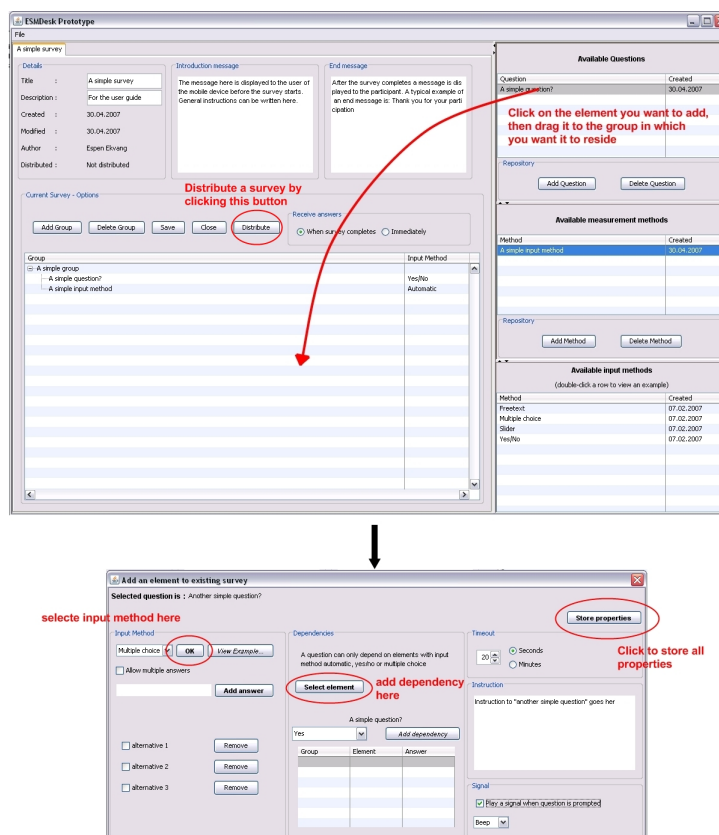 ESMDesk Prototype
File
A simple survey
Details
Title : A simple survey
Description : For the user guide
Created : 30.04.2007
Modified : 30.04.2007
Author : Espen Ekvang
Distributed : Not distributed
Introduction message
The message here is displayed to the user of
the mobile device before the survey starts.
General instructions can be written here.
End message
After the survey completes a message is dis
played to the participant. A typical example of
an end message is: Thank you for your parti
cipation
Available Questions
Question Created
A simple question? 30.04.2007
Click on the element you want to add,
then drag it to the group in which
you want it to reside
Repository
Add Question Delete Question
Distribute a survey by
clicking this button
Current Survey - Options
Add Group Delete Group Save Close Distribute
Receive answers
When survey completes Immediately
Group Input Method
A simple group
A simple question? Yes/No
A simple input method Automatic
Available measurement methods
Method Created
A simple input method 30.04.2007
Repository
Add Method Delete Method
Available input methods
(double-click a row to view an example)
Method Created
Freetext 07.02.2007
Multiple choice 07.02.2007
Slider 07.02.2007
Yes/No 07.02.2007
Add an element to existing survey
Selected question is : Another simple question?
Store properties
selecte input method here
Input Method
Multiple choice OK View Example...
Allow multiple answers
Add answer
alternative 1 Remove
alternative 2 Remove
alternative 3 Remove
Dependencies
A question can only depend on elements with input
method automatic, yes/no or multiple choice
Select element
add dependency
here
A simple question?
Yes Add dependency
Group Element Answer
Timeout
20 Seconds
Minutes
Click to store all
properties
Instruction
Instruction to "another simple question" goes her
Signal
Play a signal when question is prompted
Beep